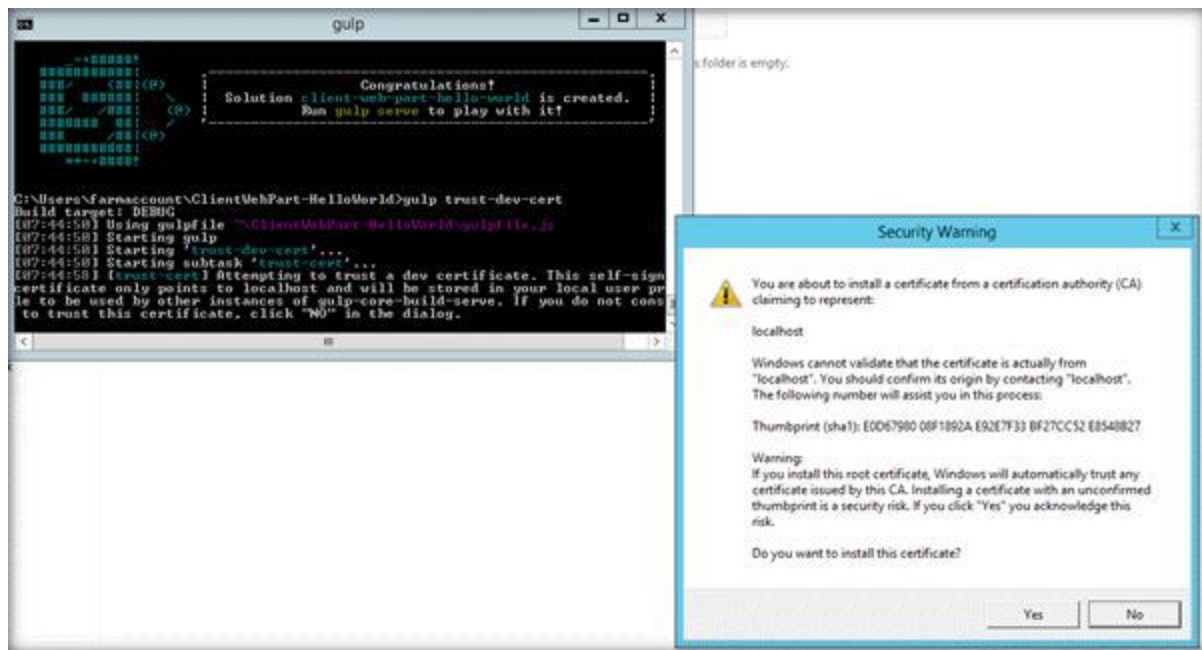 gulp
Congratulations!
Solution client-web-part-hello-world is created.
Run gulp serve to play with it!
C:\Users\farmaccount\ClientWebPart-HelloWorld>gulp trust-dev-cert
Build target: DEBUG
[07:44:50] Using gulpfile ~\ClientWebPart-HelloWorld\gulpfile.js
[07:44:50] Starting gulp
[07:44:50] Starting 'trust-dev-cert'...
[07:44:50] Starting subtask 'trust-cert'...
[07:44:50] [trust-cert] Attempting to trust a dev certificate. This self-sign
certificate only points to localhost and will be stored in your local user pr
le to be used by other instances of gulp-core-build-serve. If you do not cons
to trust this certificate, click "NO" in the dialog.
s folder is empty.
Security Warning
You are about to install a certificate from a certification authority (CA)
claiming to represent:
localhost
Windows cannot validate that the certificate is actually from
"localhost". You should confirm its origin by contacting "localhost".
The following number will assist you in this process:
Thumbprint (sha1): E0D67980 08F1892A E92E7F33 BF27CC52 E8548B27
Warning:
If you install this root certificate, Windows will automatically trust any
certificate issued by this CA. Installing a certificate with an unconfirmed
thumbprint is a security risk. If you click "Yes" you acknowledge this
risk.
Do you want to install this certificate?
Yes
No